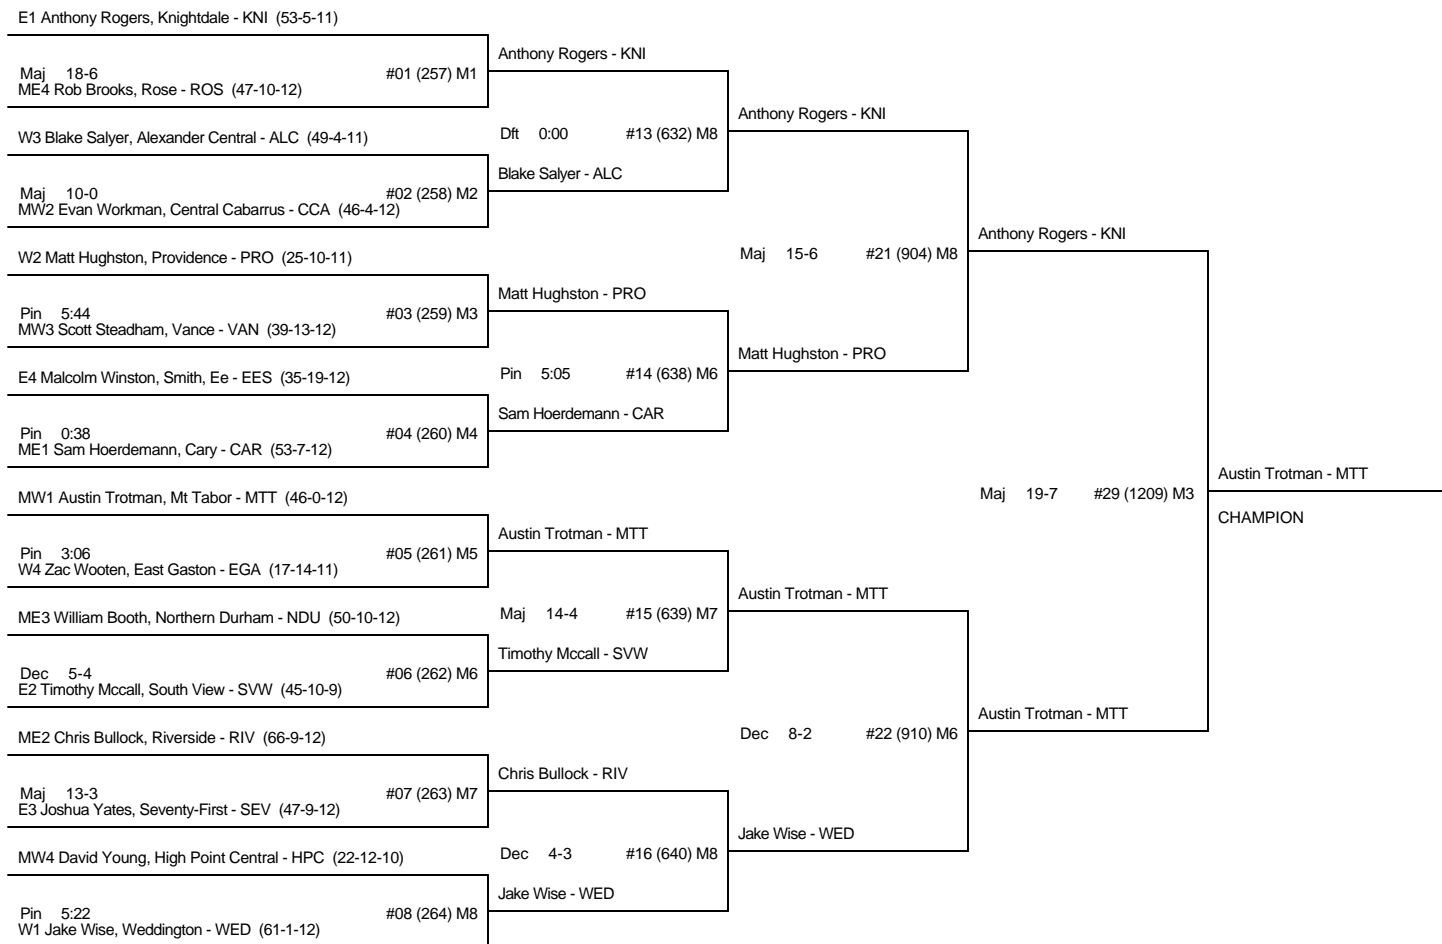 E1 Anthony Rogers, Knightdale - KNI (53-5-11)
Anthony Rogers - KNI
Maj 18-6 #01 (257) M1
ME4 Rob Brooks, Rose - ROS (47-10-12)
Anthony Rogers - KNI
W3 Blake Salyer, Alexander Central - ALC (49-4-11)
Dft 0:00 #13 (632) M8
Blake Salyer - ALC
Maj 10-0 #02 (258) M2
MW2 Evan Workman, Central Cabarrus - CCA (46-4-12)
Anthony Rogers - KNI
W2 Matt Hughston, Providence - PRO (25-10-11)
Maj 15-6 #21 (904) M8
Matt Hughston - PRO
Pin 5:44 #03 (259) M3
MW3 Scott Steadham, Vance - VAN (39-13-12)
Matt Hughston - PRO
E4 Malcolm Winston, Smith, Ee - EES (35-19-12)
Pin 5:05 #14 (638) M6
Sam Hoerdemann - CAR
Pin 0:38 #04 (260) M4
ME1 Sam Hoerdemann, Cary - CAR (53-7-12)
Austin Trotman - MTT
MW1 Austin Trotman, Mt Tabor - MTT (46-0-12)
Maj 19-7 #29 (1209) M3
CHAMPION
Austin Trotman - MTT
Pin 3:06 #05 (261) M5
W4 Zac Wooten, East Gaston - EGA (17-14-11)
Austin Trotman - MTT
ME3 William Booth, Northern Durham - NDU (50-10-12)
Maj 14-4 #15 (639) M7
Timothy Mccall - SVW
Dec 5-4 #06 (262) M6
E2 Timothy Mccall, South View - SVW (45-10-9)
Austin Trotman - MTT
ME2 Chris Bullock, Riverside - RIV (66-9-12)
Dec 8-2 #22 (910) M6
Chris Bullock - RIV
Maj 13-3 #07 (263) M7
E3 Joshua Yates, Seventy-First - SEV (47-9-12)
Jake Wise - WED
MW4 David Young, High Point Central - HPC (22-12-10)
Dec 4-3 #16 (640) M8
Jake Wise - WED
Pin 5:22 #08 (264) M8
W1 Jake Wise, Weddington - WED (61-1-12)